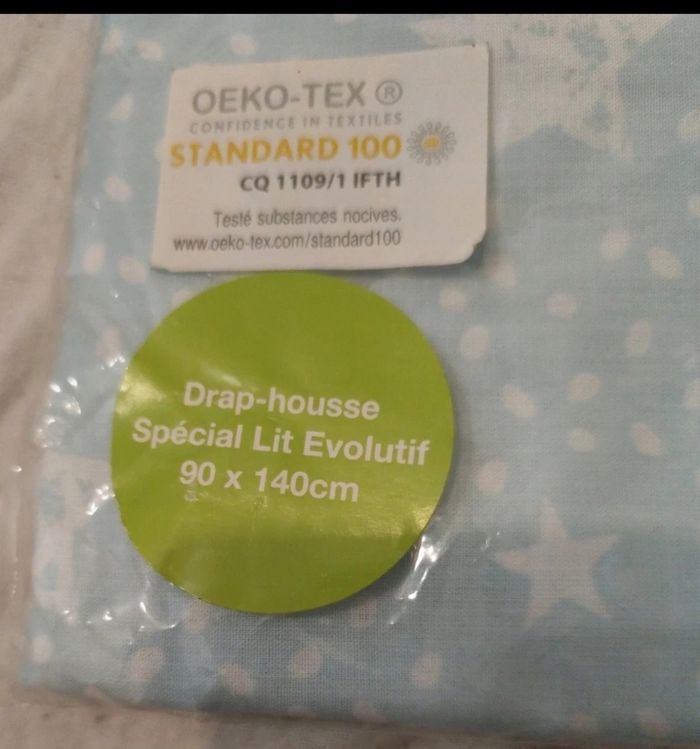 OEKO-TEX ®
CONFIDENCE IN TEXTILES
STANDARD 100
CQ 1109/1 IFTH
Testé substances nocives.
www.oeko-tex.com/standard100
Drap-housse
Spécial Lit Evolutif
90 x 140cm